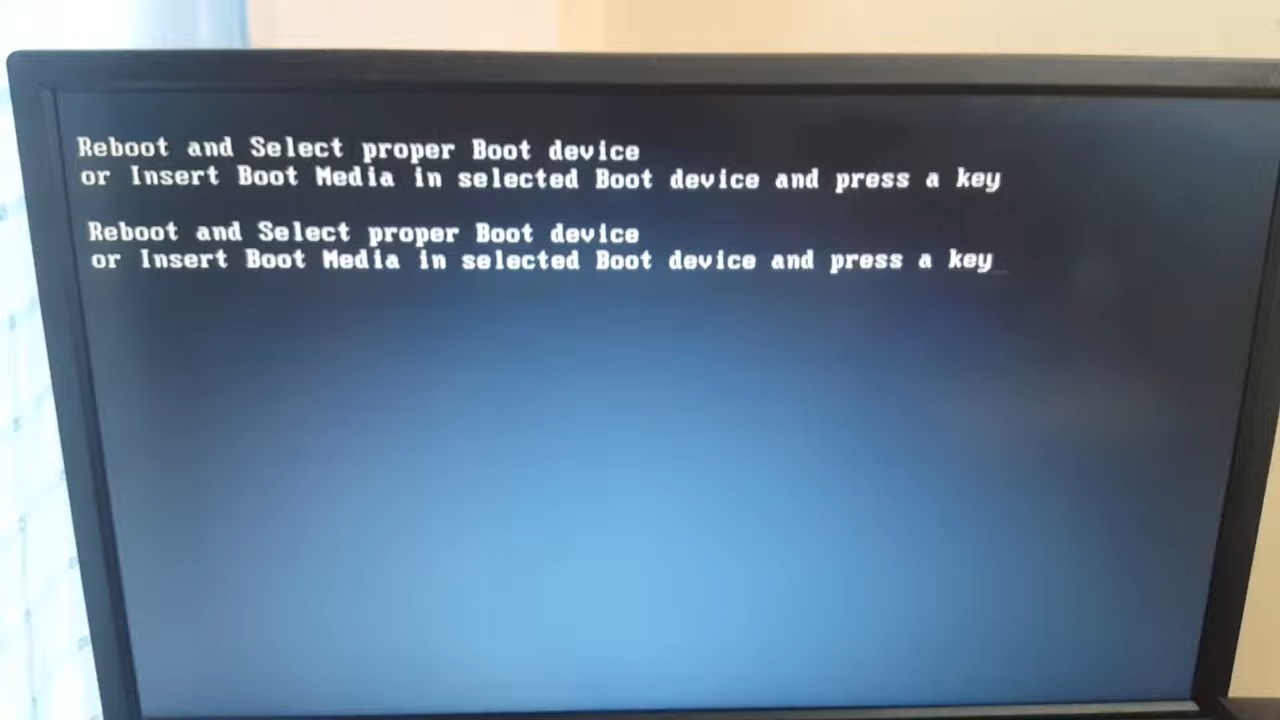 Reboot and Select proper Boot device
or Insert Boot Media in selected Boot device and press a key
Reboot and Select proper Boot device
or Insert Boot Media in selected Boot device and press a key_